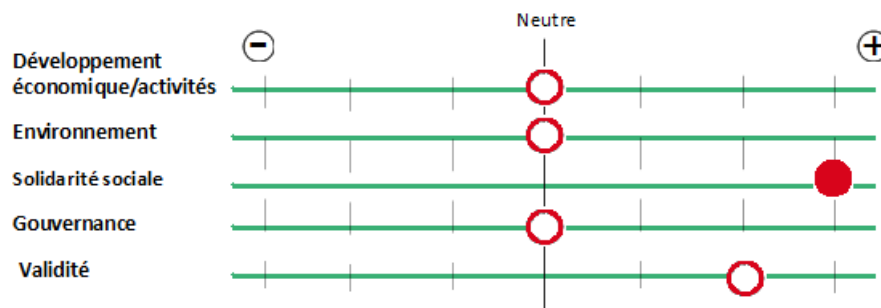 Neutre
− +
Développement
économique/activités
Environnement
Solidarité sociale
Gouvernance
Validité